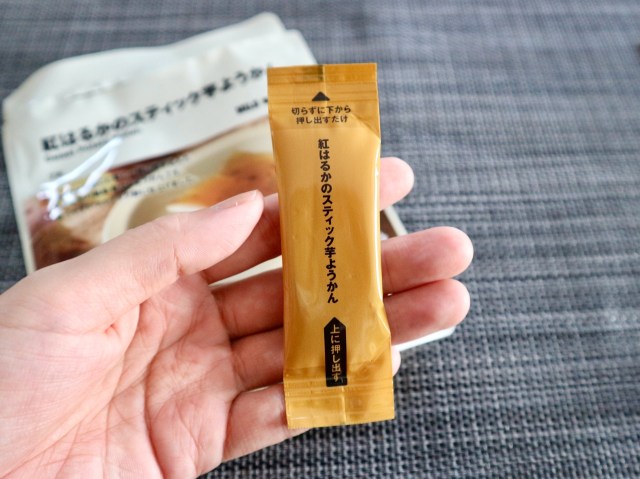 紅はるかのスティック芋ようかん
切らずに下から
押し出すだけ
紅はるかのスティック芋ようかん
上に押し出す